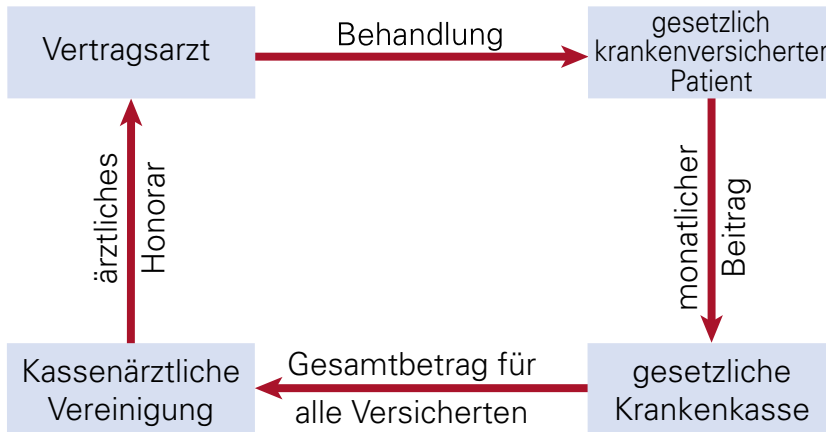 Vertragsarzt
Behandlung
gesetzlich
krankenversicherter
Patient
ärztliches
Honorar
monatlicher
Beitrag
Kassenärztliche
Vereinigung
Gesamtbetrag für
alle Versicherten
gesetzliche
Krankenkasse